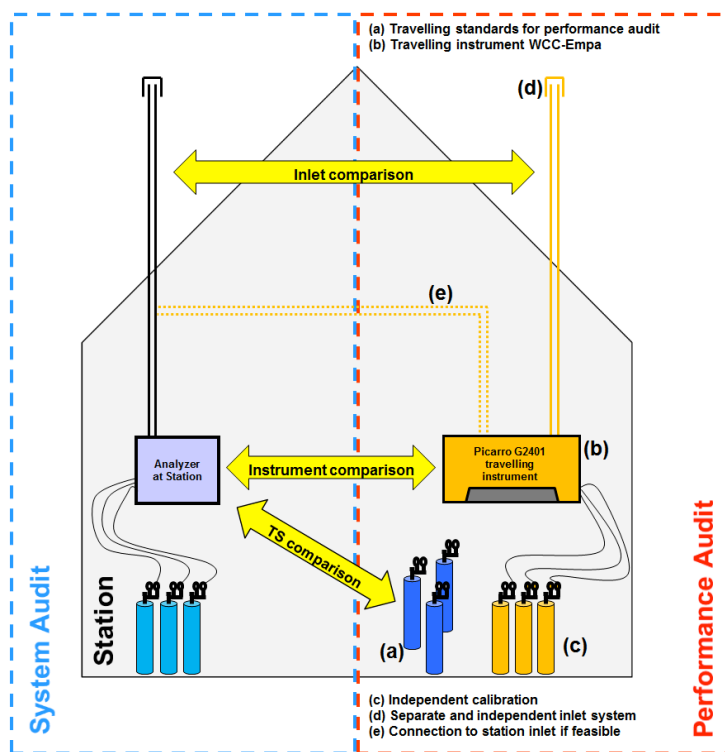 (a) Travelling standards for performance audit
(b) Travelling instrument WCC-Empa
(d)
Inlet comparison
(e)
Analyzer
at Station
Instrument comparison
Picarro G2401
travelling
instrument
(b)
TS comparison
Station
(a)
(c)
System Audit
Performance Audit
(c) Independent calibration
(d) Separate and independent inlet system
(e) Connection to station inlet if feasible